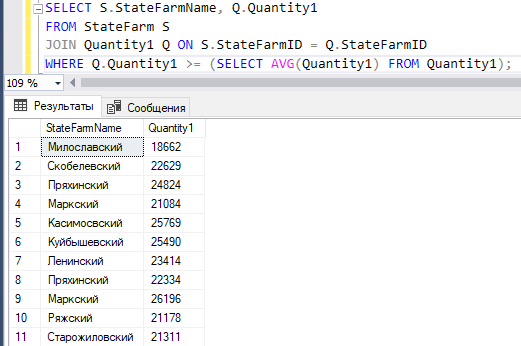 SELECT S.StateFarmName, Q.Quantity1
FROM StateFarm S
JOIN Quantity1 Q ON S.StateFarmID = Q.StateFarmID
WHERE Q.Quantity1 >= (SELECT AVG(Quantity1) FROM Quantity1);
109 %
Результаты Сообщения
StateFarmName Quantity1
1 Милославский 18662
2 Скобелевский 22629
3 Пряхинский 24824
4 Маркский 21084
5 Касимосвский 25769
6 Куйбышевский 25490
7 Ленинский 23414
8 Пряхинский 22334
9 Маркский 26196
10 Ряжский 21178
11 Старожиловский 21311